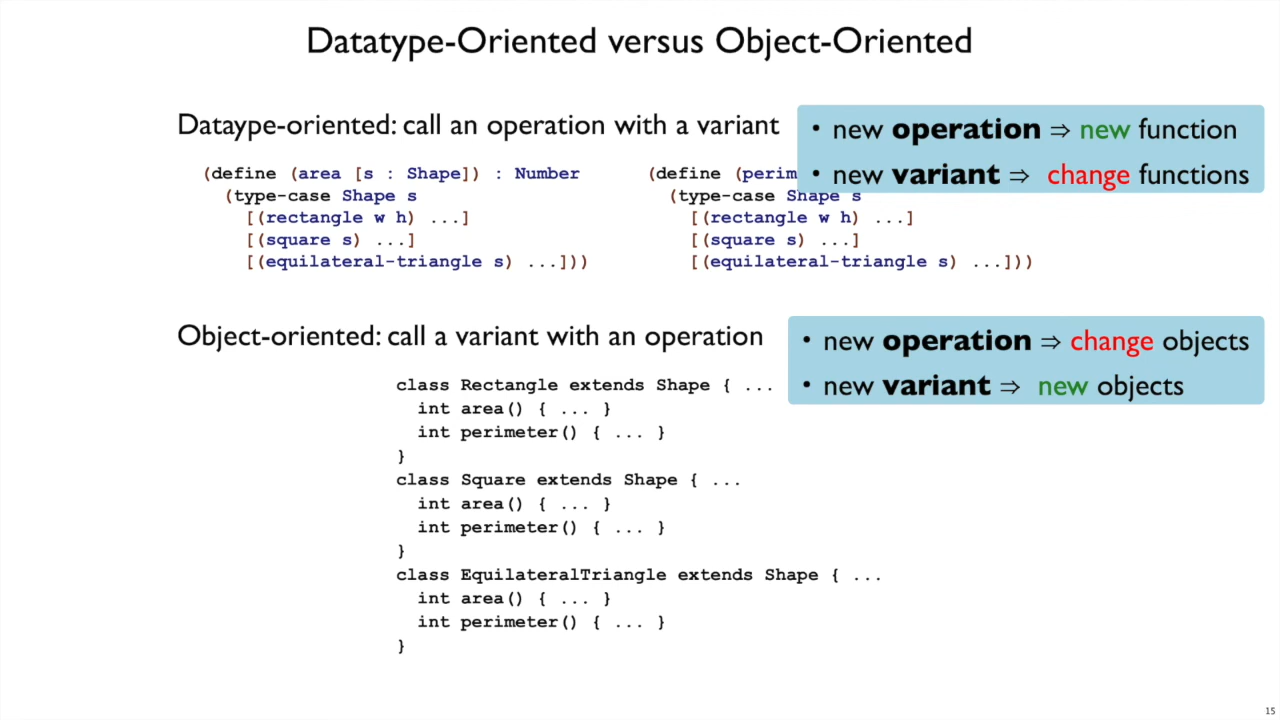 Datatype-Oriented versus Object-Oriented
Dataype-oriented: call an operation with a variant
• new operation ⇒ new function
• new variant ⇒ change functions
(define (area [s : Shape]) : Number
(type-case Shape s
[(rectangle w h) ...]
[(square s) ...]
[(equilateral-triangle s) ...]))
(define (perim
(type-case Shape s
[(rectangle w h) ...]
[(square s) ...]
[(equilateral-triangle s) ...]))
Object-oriented: call a variant with an operation
• new operation ⇒ change objects
• new variant ⇒ new objects
class Rectangle extends Shape { ...
int area() { ... }
int perimeter() { ... }
}
class Square extends Shape { ...
int area() { ... }
int perimeter() { ... }
}
class EquilateralTriangle extends Shape { ...
int area() { ... }
int perimeter() { ... }
}
15